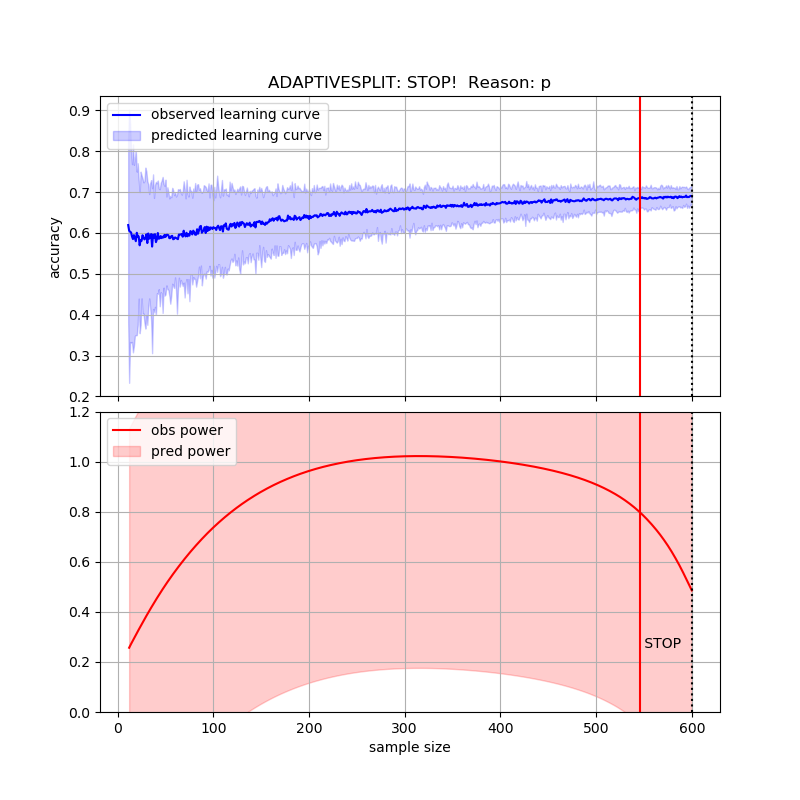 ADAPTIVESPLIT: STOP!  Reason: p
0.9
0.8
0.7
0.6
0.5
0.4
0.3
0.2
accuracy
observed learning curve
predicted learning curve
1.2
1.0
0.8
0.6
0.4
0.2
0.0
obs power
pred power
STOP
0 100 200 300 400 500 600
sample size